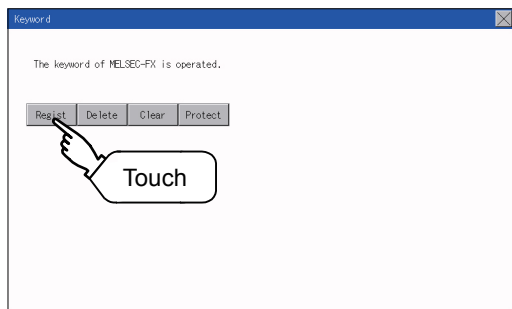 Keyword
The keyword of MELSEC-FX is operated.
Regist Delete Clear Protect
Touch